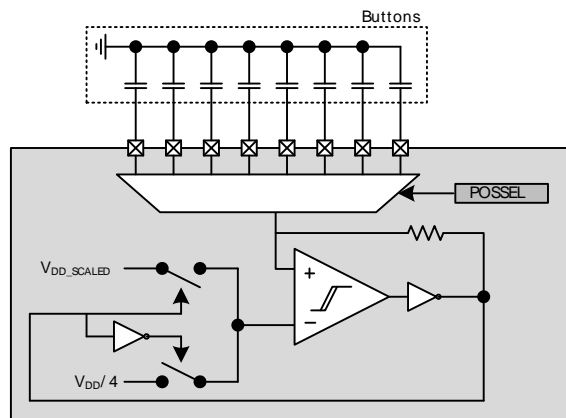 Buttons
POSSEL
VDD_SCALED
+
−
VDD/ 4